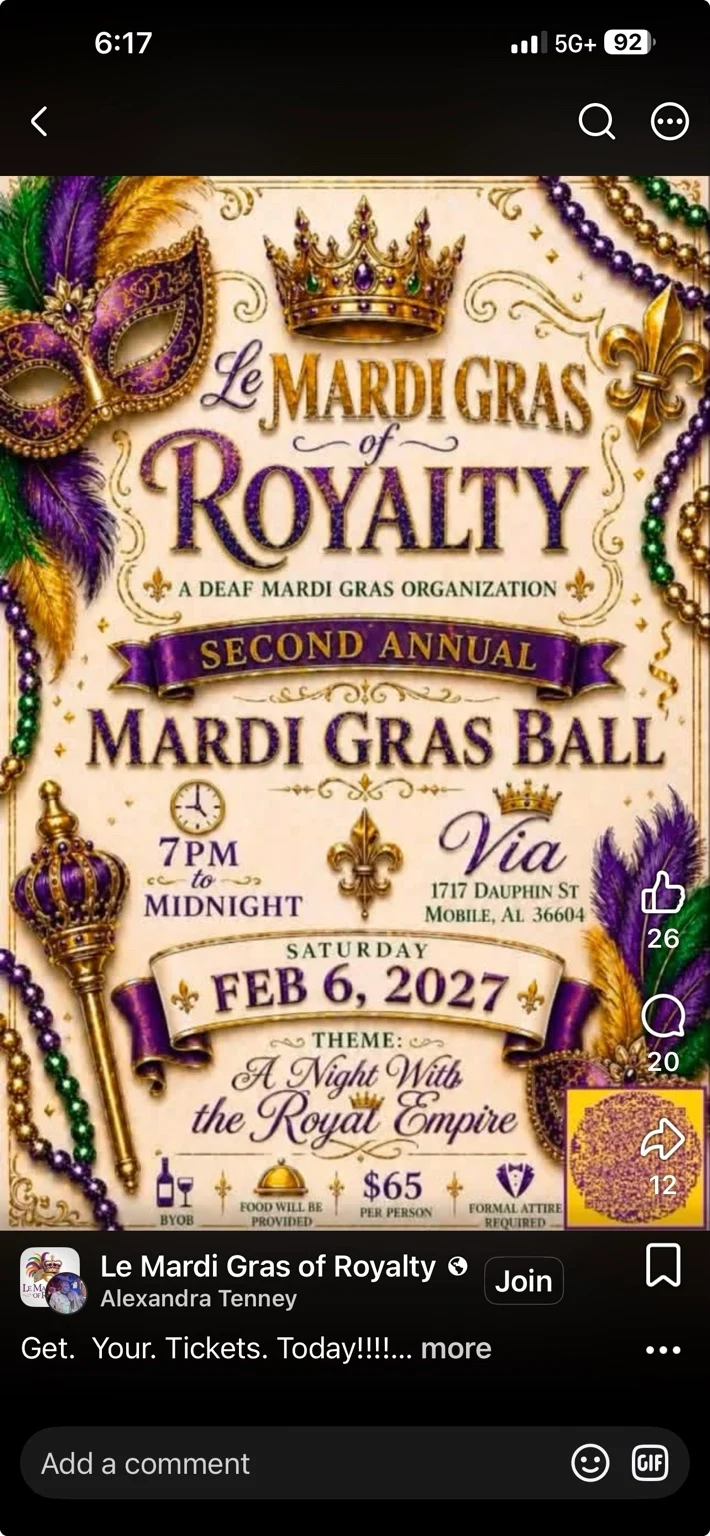 6:17
5G+ 92
Le MARDI GRAS
of
ROYALTY
A DEAF MARDI GRAS ORGANIZATION
SECOND ANNUAL
MARDI GRAS BALL
7PM
to
MIDNIGHT
Via
1717 DAUPHIN ST
MOBILE, AL 36604
SATURDAY
FEB 6, 2027
THEME:
A Night With
the Royal Empire
BYOB
FOOD WILL BE
PROVIDED
$65
PER PERSON
FORMAL ATTIRE
REQUIRED
26
20
12
Le Mardi Gras of Royalty
Alexandra Tenney
Join
Get. Your. Tickets. Today!!!!... more
Add a comment
GIF